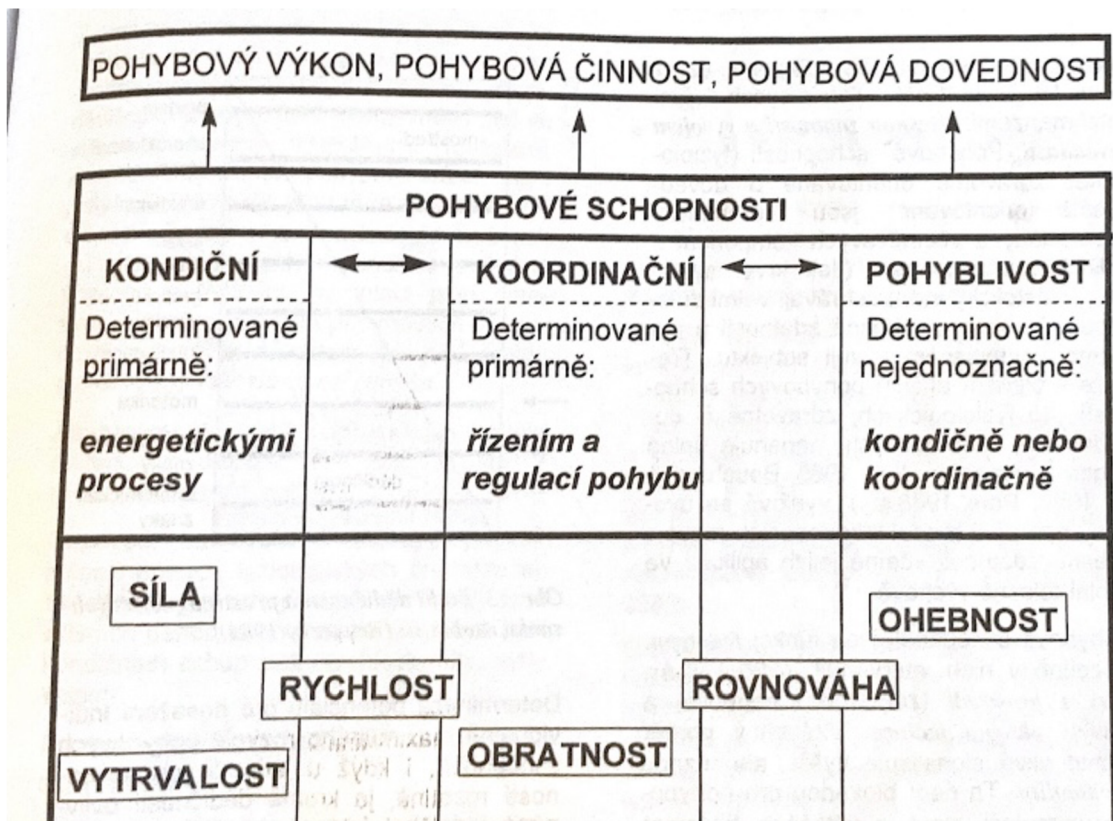 POHYBOVÝ VÝKON, POHYBOVÁ ČINNOST, POHYBOVÁ DOVEDNOST
POHYBOVÉ SCHOPNOSTI
KONDIČNÍ
Determinované
primárně:
energetickými
procesy
KOORDINAČNÍ
Determinované
primárně:
řízením a
regulací pohybu
POHYBLIVOST
Determinované
nejednoznačně:
kondičně nebo
koordinačně
SÍLA
OHEBNOST
RYCHLOST
ROVNOVÁHA
OBRATNOST
VYTRVALOST